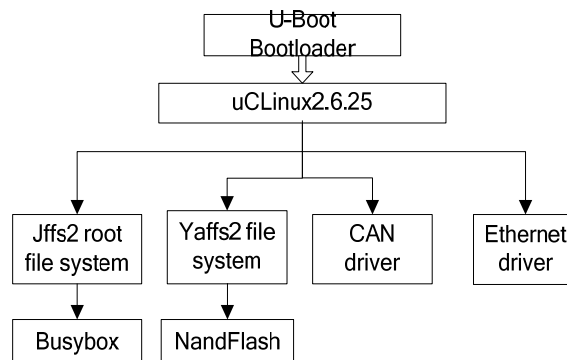 U-Boot
Bootloader
uCLinux2.6.25
Jffs2 root
file system
Yaffs2 file
system
CAN
driver
Ethernet
driver
Busybox
NandFlash